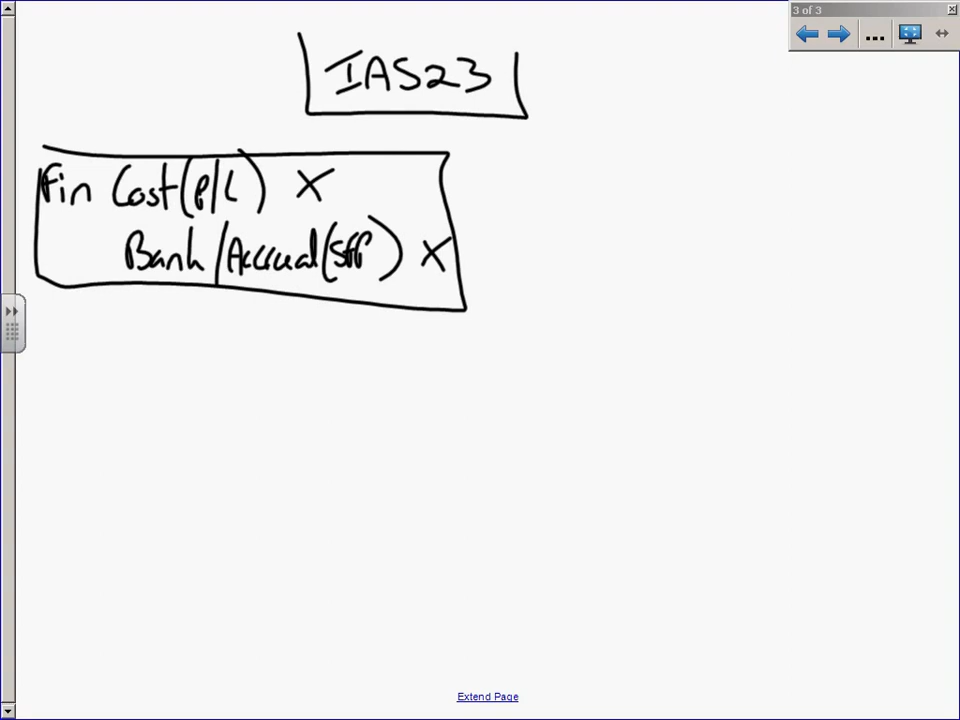 3 of 3
...
IAS23
Fin Cost (P/L) X
Bank / Accrual (SFP) X
Extend Page